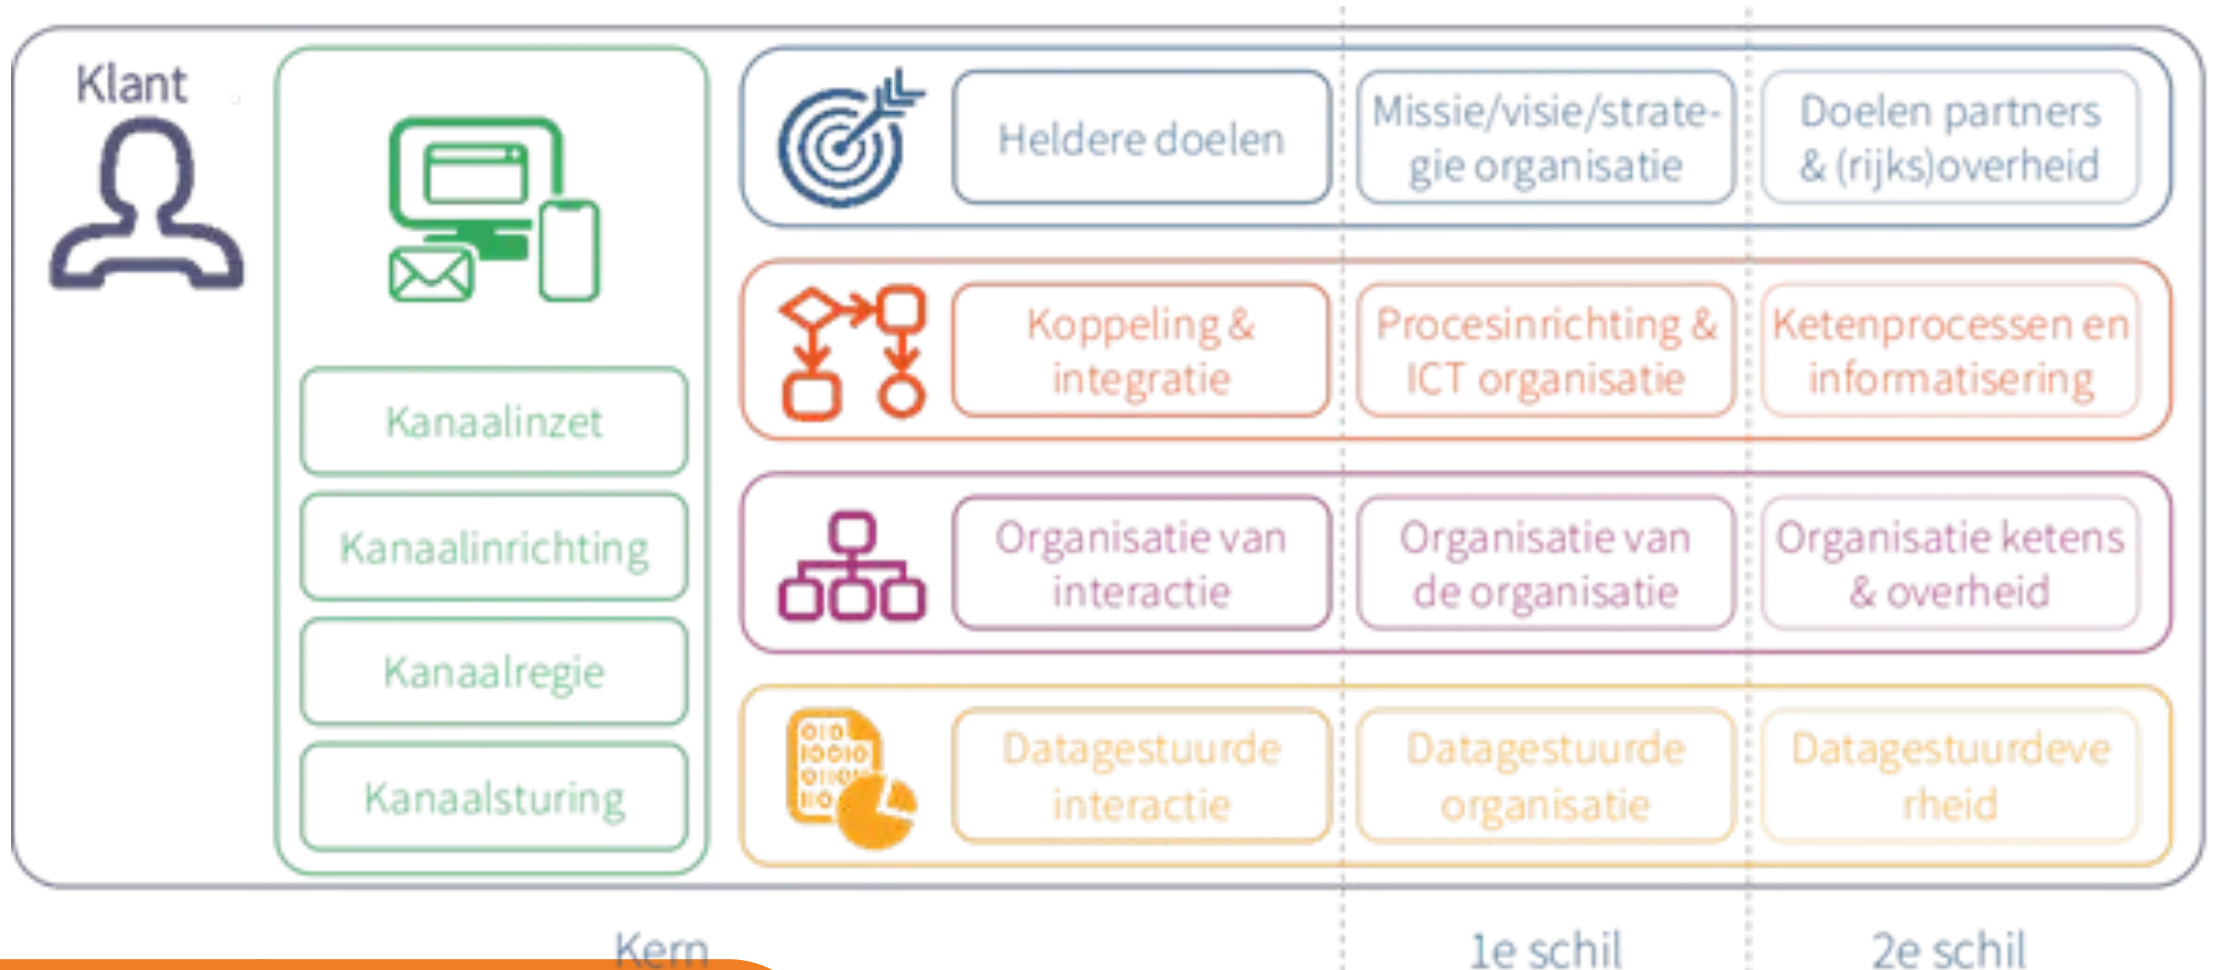 Klant
Kanaalinzet
Kanaalinrichting
Kanaalregie
Kanaalsturing
Heldere doelen
Missie/visie/strate-
gie organisatie
Doelen partners
& (rijks)overheid
Koppeling &
integratie
Procesinrichting &
ICT organisatie
Ketenprocessen en
informatisering
Organisatie van
interactie
Organisatie van
de organisatie
Organisatie ketens
& overheid
010
10010
Datagestuurde
interactie
Datagestuurde
organisatie
Datagestuurdeve
rheid
Kern
1e schil
2e schil